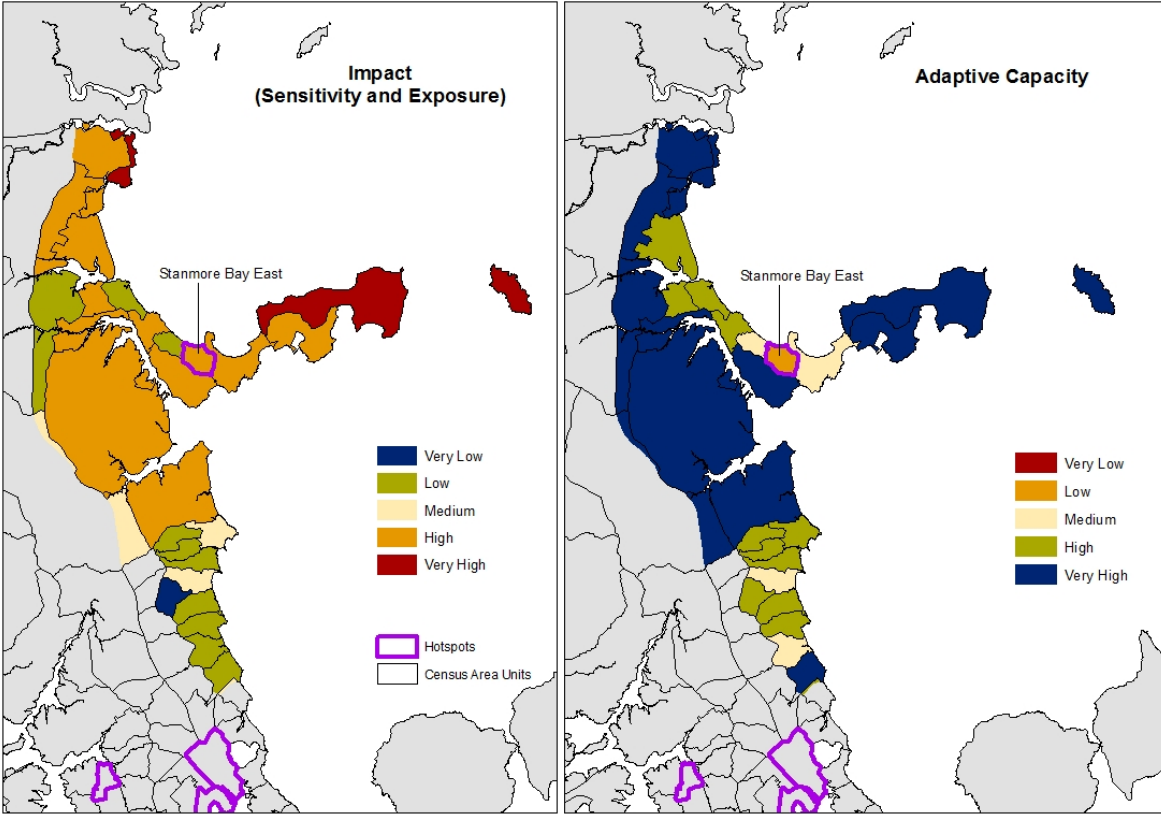 Impact
(Sensitivity and Exposure)
Stanmore Bay East
Very Low
Low
Medium
High
Very High
Hotspots
Census Area Units
Adaptive Capacity
Stanmore Bay East
Very Low
Low
Medium
High
Very High